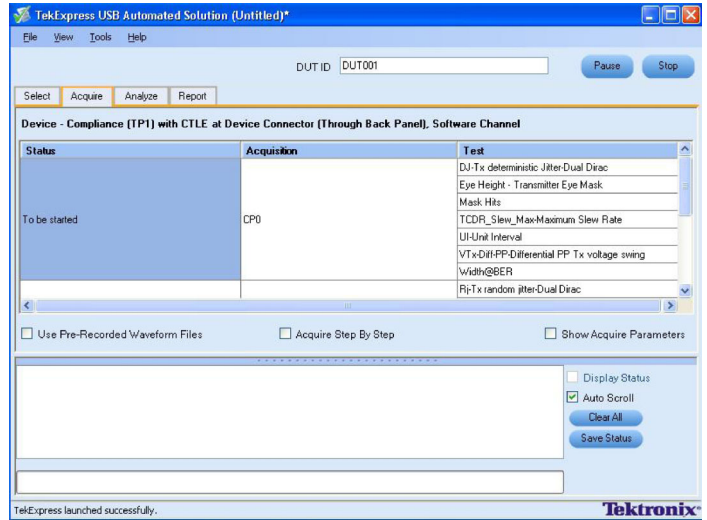 TekExpress USB Automated Solution (Untitled)*
File View Tools Help
DUT ID DUT001 Pause Stop
Select Acquire Analyze Report
Device - Compliance (TP1) with CTLE at Device Connector (Through Back Panel), Software Channel
Status Acquisition Test
DJ-Tx deterministic Jitter-Dual Dirac
Eye Height - Transmitter Eye Mask
Mask Hits
To be started CP0 TCDR_Slew_Max-Maximum Slew Rate
UI-Unit Interval
VTx-Diff-PP-Differential PP Tx voltage swing
Width@BER
Rj-Tx random jitter-Dual Dirac
Use Pre-Recorded Waveform Files Acquire Step By Step Show Acquire Parameters
Display Status
Auto Scroll
Clear All
Save Status
TekExpress launched successfully. Tektronix